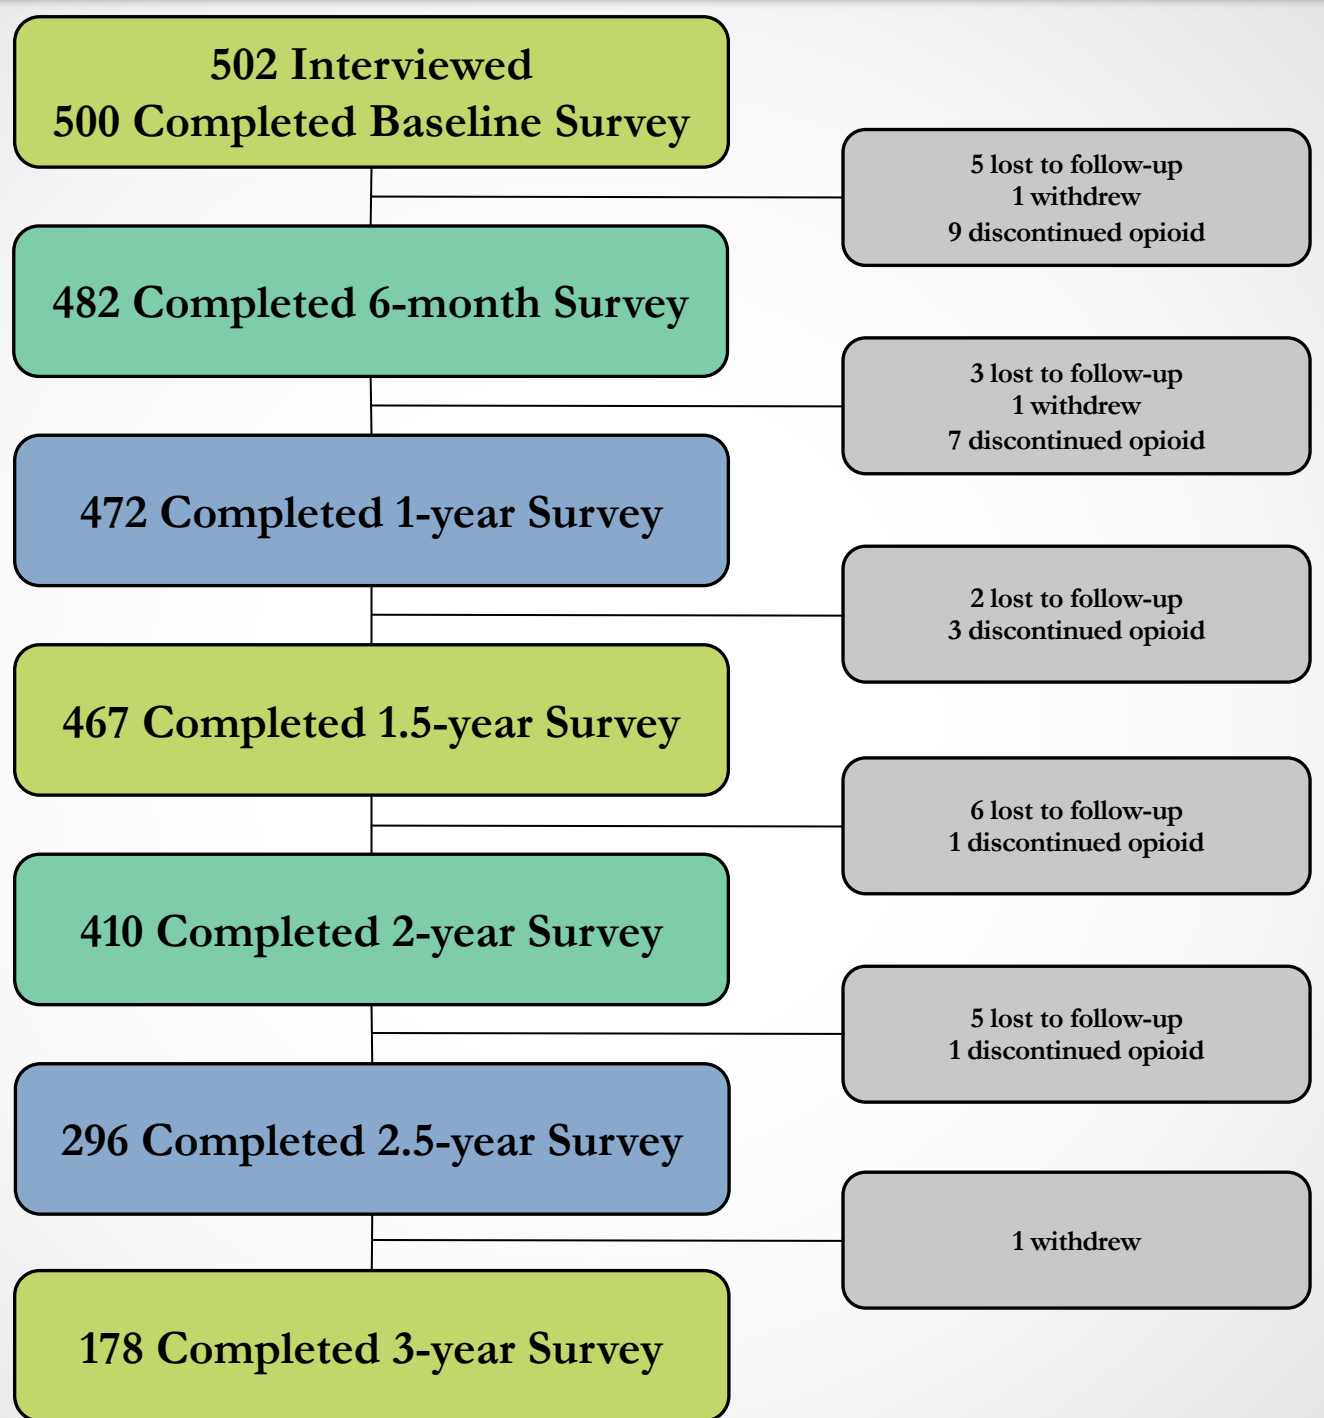 502 Interviewed
500 Completed Baseline Survey
5 lost to follow-up
1 withdrew
9 discontinued opioid
482 Completed 6-month Survey
3 lost to follow-up
1 withdrew
7 discontinued opioid
472 Completed 1-year Survey
2 lost to follow-up
3 discontinued opioid
467 Completed 1.5-year Survey
6 lost to follow-up
1 discontinued opioid
410 Completed 2-year Survey
5 lost to follow-up
1 discontinued opioid
296 Completed 2.5-year Survey
1 withdrew
178 Completed 3-year Survey